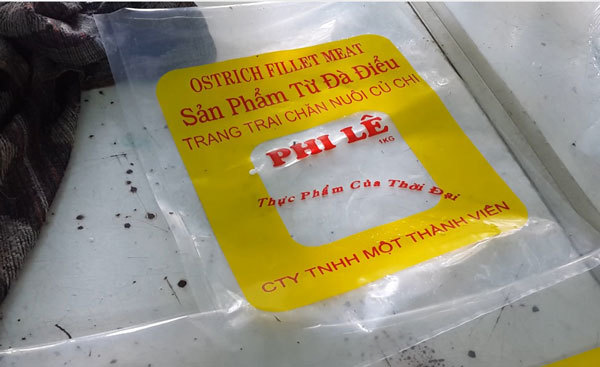 OSTRICH FILLET MEAT
Sản Phẩm Từ Đà Điểu
TRANG TRẠI CHĂN NUÔI CỦ CHI
PHI LÊ
1KG
Thực Phẩm Của Thời Đại
CTY TNHH MỘT THÀNH VIÊN